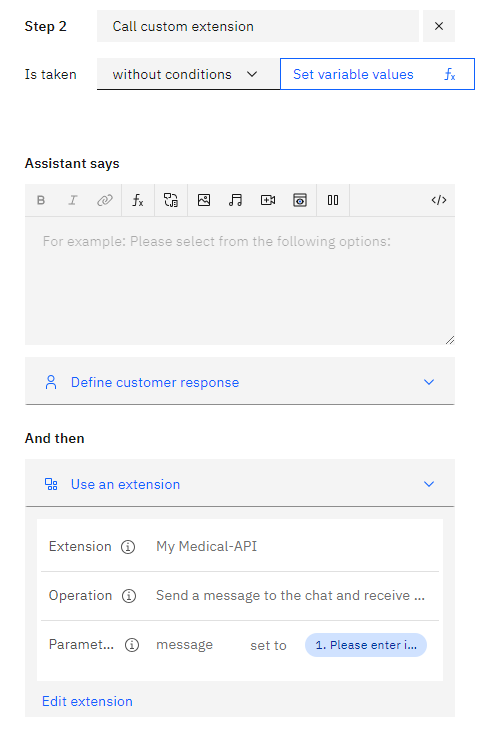 Step 2 Call custom extension
Is taken without conditions Set variable values fx
Assistant says
B I fx </>
For example: Please select from the following options:
Define customer response
And then
Use an extension
Extension My Medical-API
Operation Send a message to the chat and receive ...
Paramet... message set to 1. Please enter i...
Edit extension